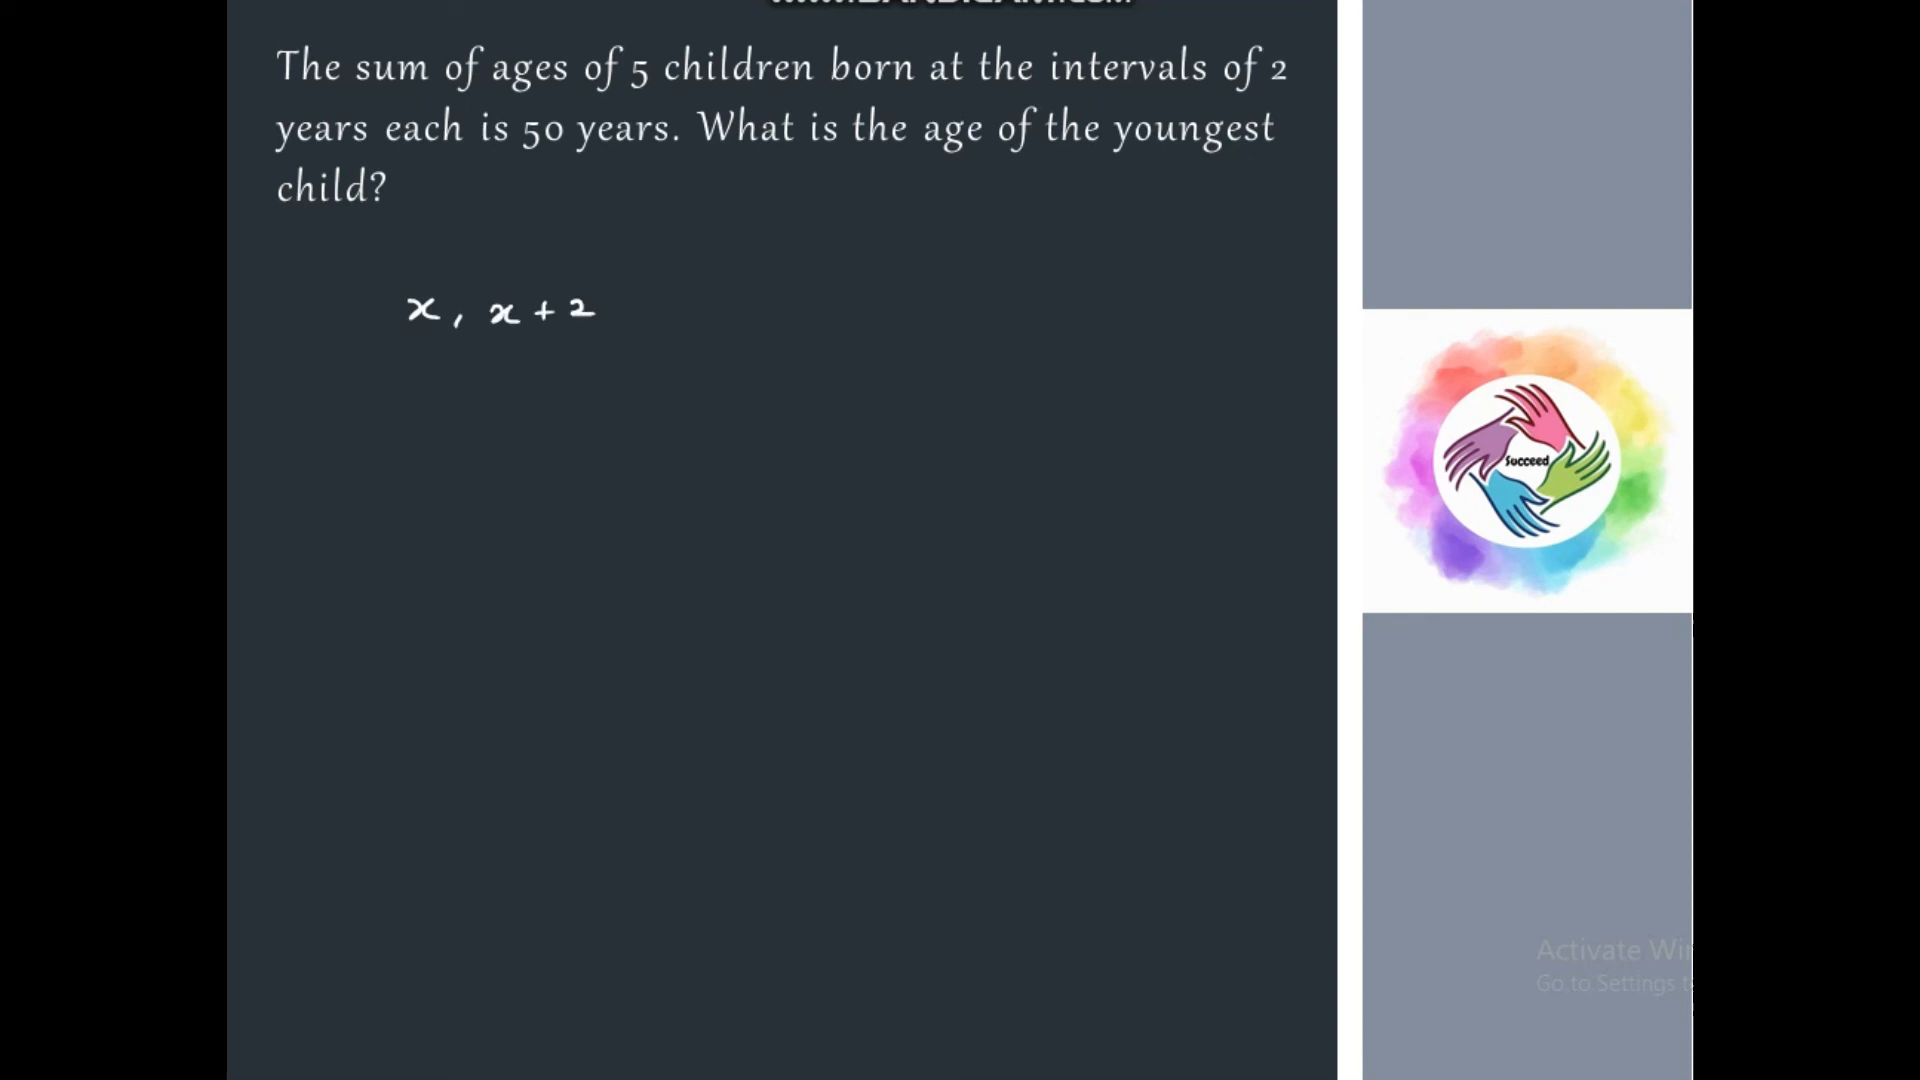 The sum of ages of 5 children born at the intervals of 2
years each is 50 years. What is the age of the youngest
child?
x, x + 2
Succeed
Activate Wi
Go to Settings t